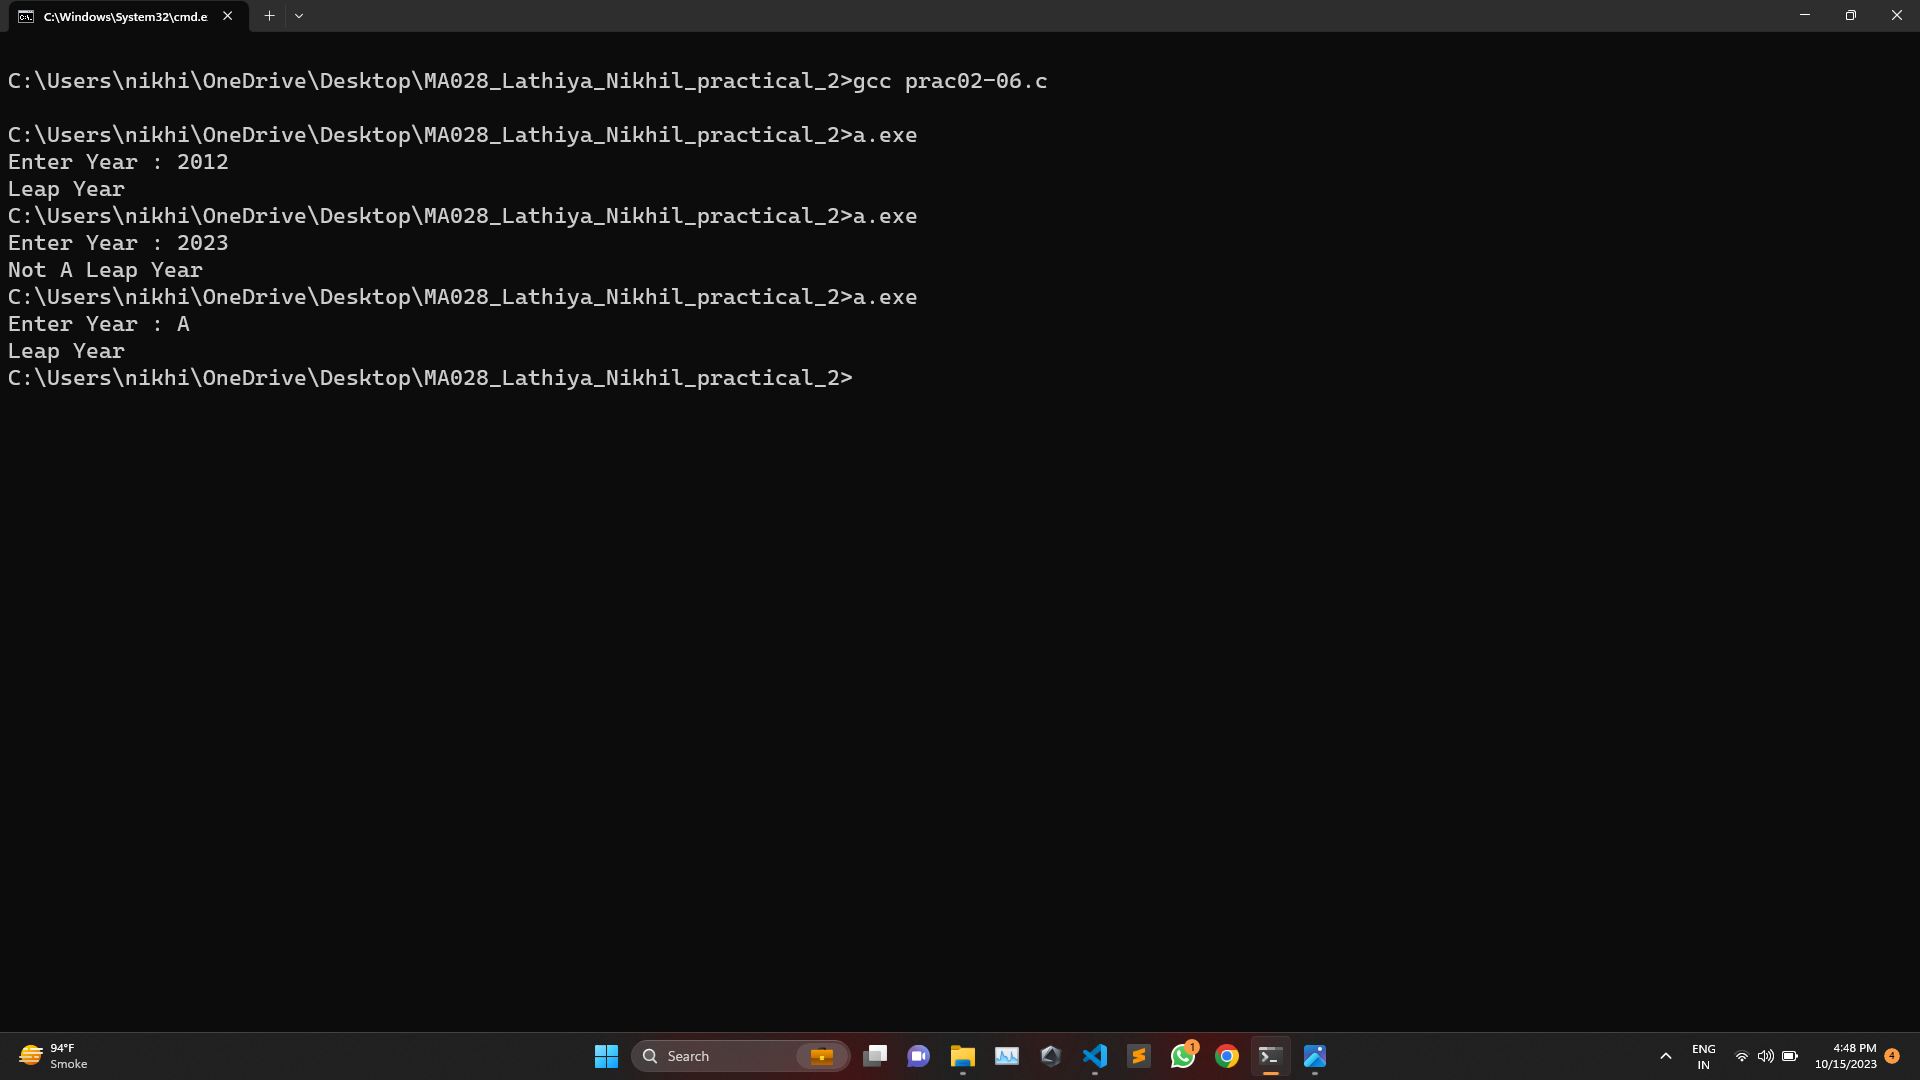 C:\Windows\System32\cmd.e
C:\Users\nikhi\OneDrive\Desktop\MA028_Lathiya_Nikhil_practical_2>gcc prac02-06.c
C:\Users\nikhi\OneDrive\Desktop\MA028_Lathiya_Nikhil_practical_2>a.exe
Enter Year : 2012
Leap Year
C:\Users\nikhi\OneDrive\Desktop\MA028_Lathiya_Nikhil_practical_2>a.exe
Enter Year : 2023
Not A Leap Year
C:\Users\nikhi\OneDrive\Desktop\MA028_Lathiya_Nikhil_practical_2>a.exe
Enter Year : A
Leap Year
C:\Users\nikhi\OneDrive\Desktop\MA028_Lathiya_Nikhil_practical_2>
94°F
Smoke
Search
1
ENG
IN
4:48 PM
10/15/2023
4